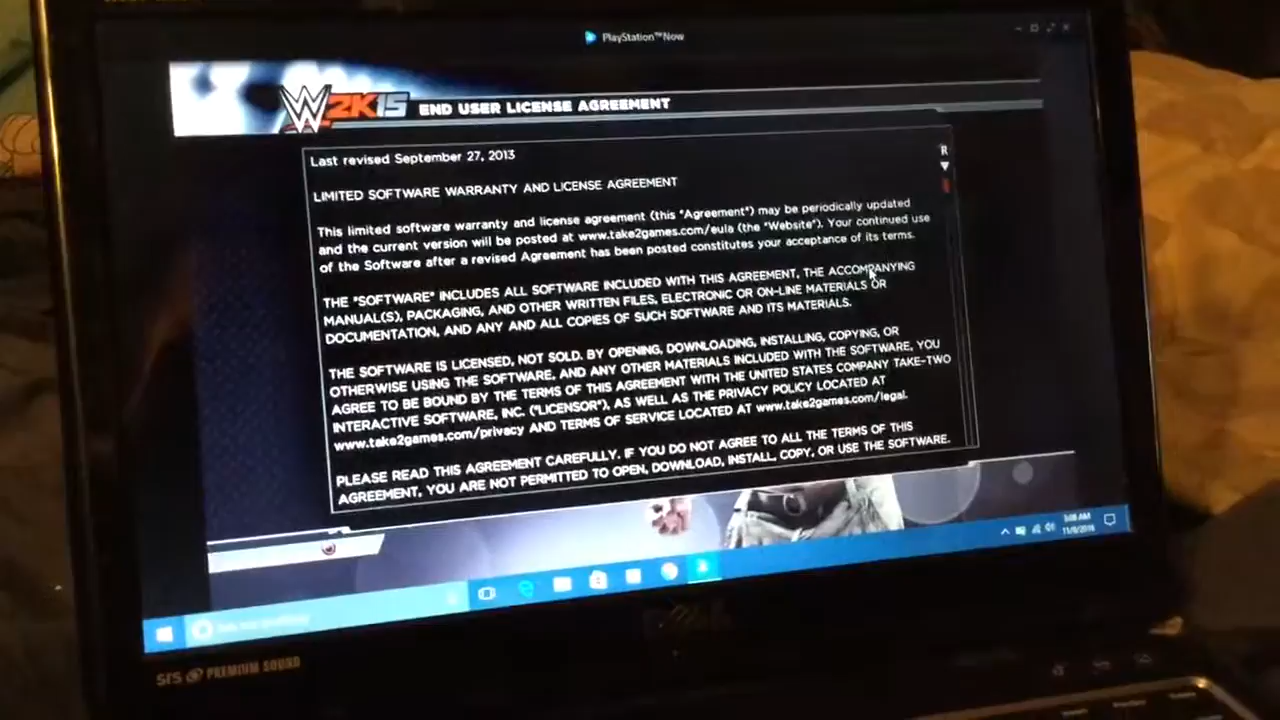 PlayStation™Now
W 2K15 END USER LICENSE AGREEMENT
Last revised September 27, 2013
R
LIMITED SOFTWARE WARRANTY AND LICENSE AGREEMENT
This limited software warranty and license agreement (this "Agreement") may be periodically updated
and the current version will be posted at www.take2games.com/eula (the "Website"). Your continued use
of the Software after a revised Agreement has been posted constitutes your acceptance of its terms.
THE "SOFTWARE" INCLUDES ALL SOFTWARE INCLUDED WITH THIS AGREEMENT, THE ACCOMPANYING
MANUAL(S), PACKAGING, AND OTHER WRITTEN FILES, ELECTRONIC OR ON-LINE MATERIALS OR
DOCUMENTATION, AND ANY AND ALL COPIES OF SUCH SOFTWARE AND ITS MATERIALS.
THE SOFTWARE IS LICENSED, NOT SOLD. BY OPENING, DOWNLOADING, INSTALLING, COPYING, OR
OTHERWISE USING THE SOFTWARE, AND ANY OTHER MATERIALS INCLUDED WITH THE SOFTWARE, YOU
AGREE TO BE BOUND BY THE TERMS OF THIS AGREEMENT WITH THE UNITED STATES COMPANY TAKE-TWO
INTERACTIVE SOFTWARE, INC. ("LICENSOR"), AS WELL AS THE PRIVACY POLICY LOCATED AT
www.take2games.com/privacy AND TERMS OF SERVICE LOCATED AT www.take2games.com/legal.
PLEASE READ THIS AGREEMENT CAREFULLY. IF YOU DO NOT AGREE TO ALL THE TERMS OF THIS
AGREEMENT, YOU ARE NOT PERMITTED TO OPEN, DOWNLOAD, INSTALL, COPY, OR USE THE SOFTWARE.
DELL
SRS PREMIUM SOUND